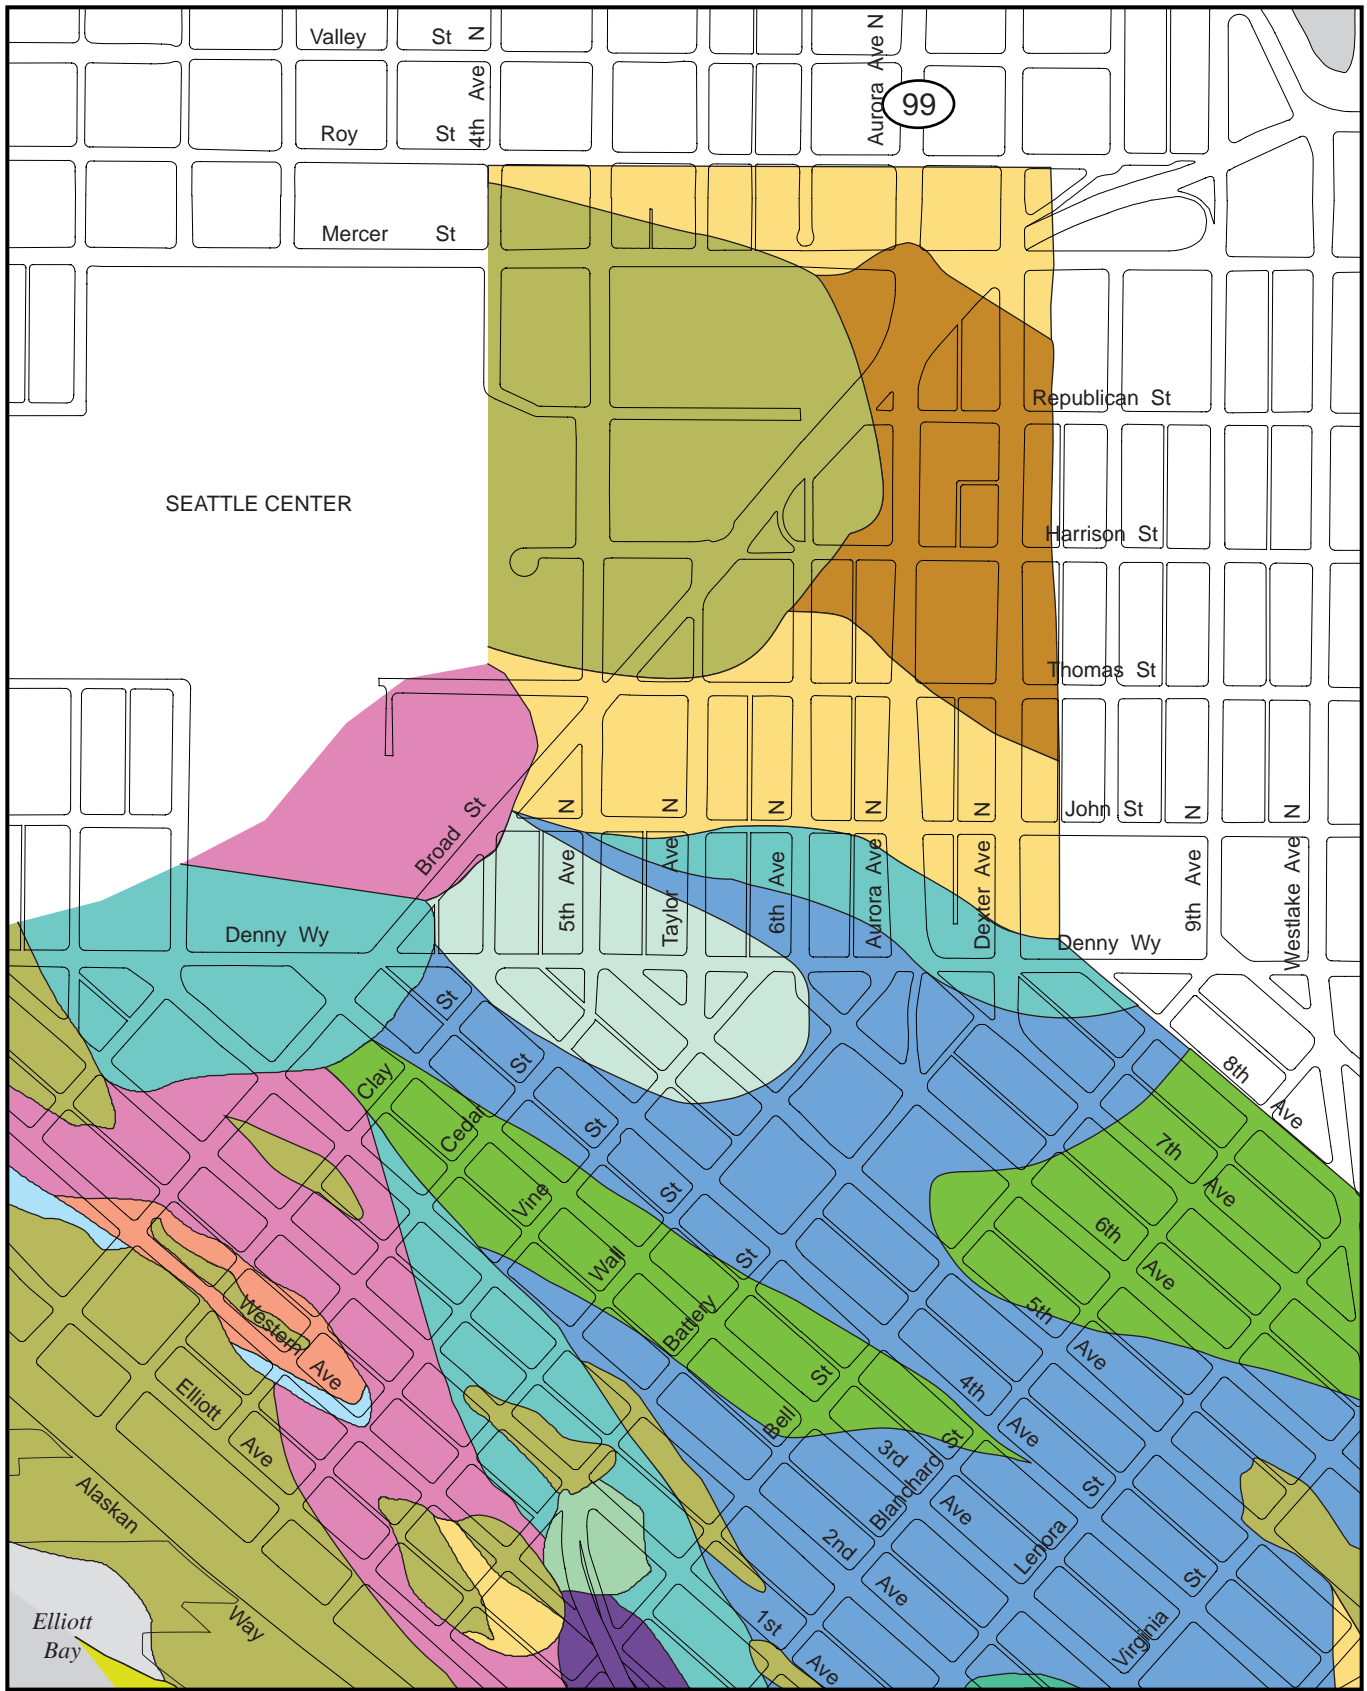 Valley St
4th Ave N
Aurora Ave N
99
Roy St
Mercer St
Republican St
SEATTLE CENTER
Harrison St
Thomas St
Broad St
5th Ave N
Taylor Ave N
6th Ave N
Aurora Ave N
Dexter Ave N
John St
9th Ave N
Westlake Ave N
Denny Wy
Denny Wy
8th Ave
Clay St
Cedar St
Vine St
Wall St
Battery St
Bell St
Blanchard St
Lenora St
Virginia St
7th Ave
6th Ave
5th Ave
4th Ave
3rd Ave
2nd Ave
1st Ave
Western Ave
Elliott Ave
Alaskan Way
Elliott
Bay